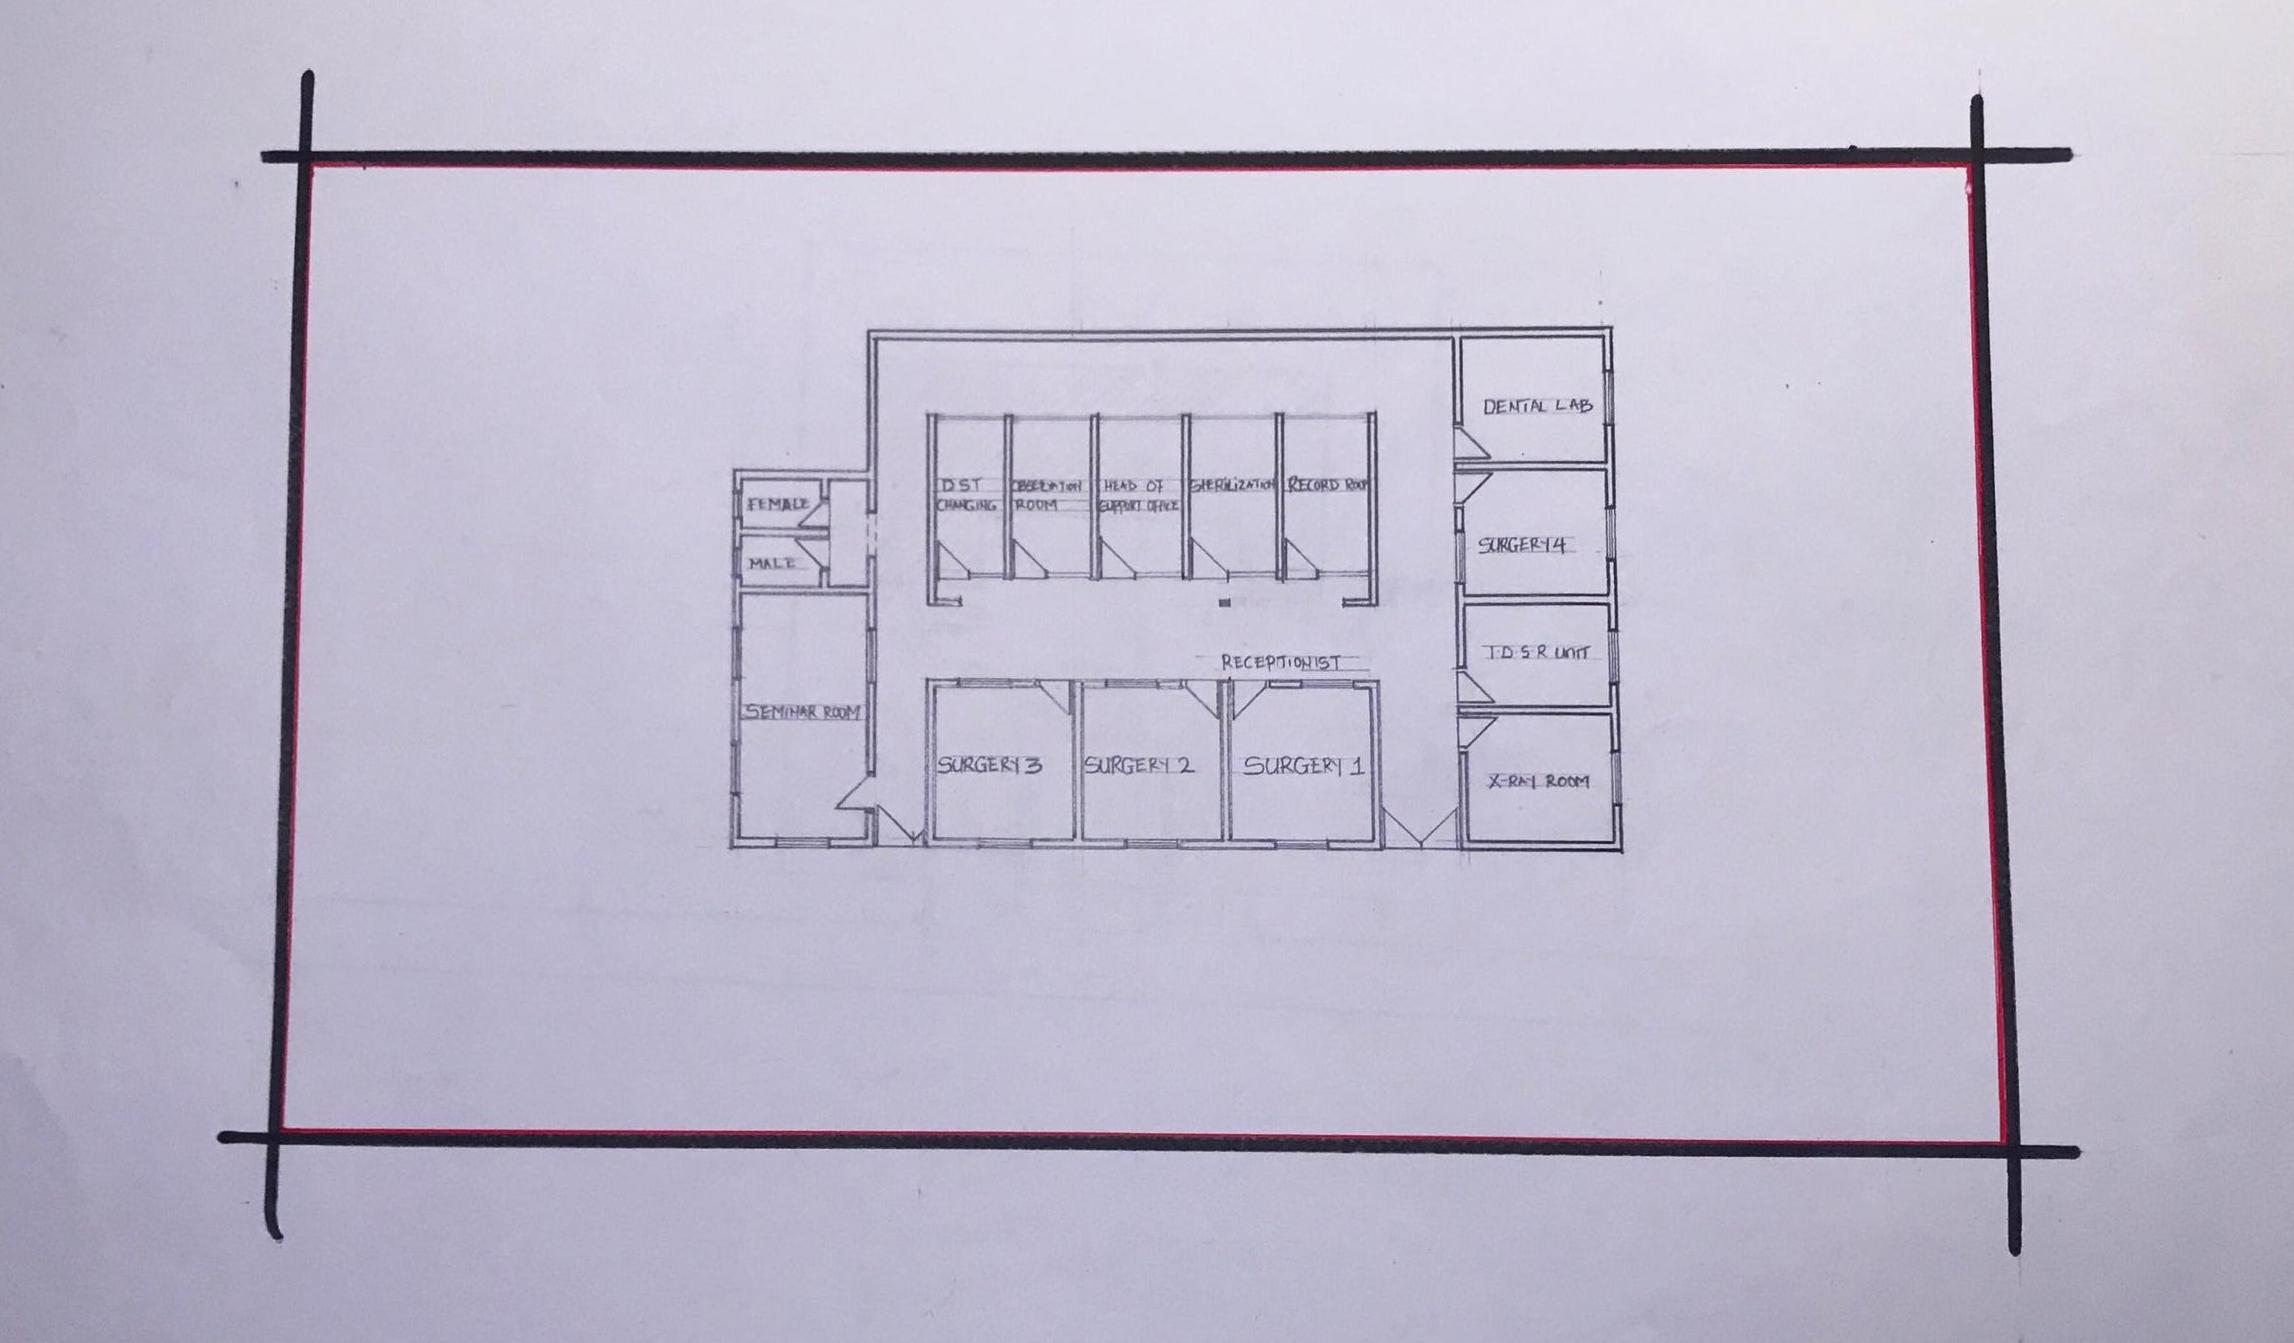 DENTAL LAB
DST
CHANGING
OBSERVATION
ROOM
HEAD OF
SUPPORT OFFICE
STERILIZATION
RECORD ROOM
FEMALE
MALE
SURGERY 4
T.D.S.R UNIT
RECEPTIONIST
SEMINAR ROOM
SURGERY 3
SURGERY 2
SURGERY 1
X-RAY ROOM